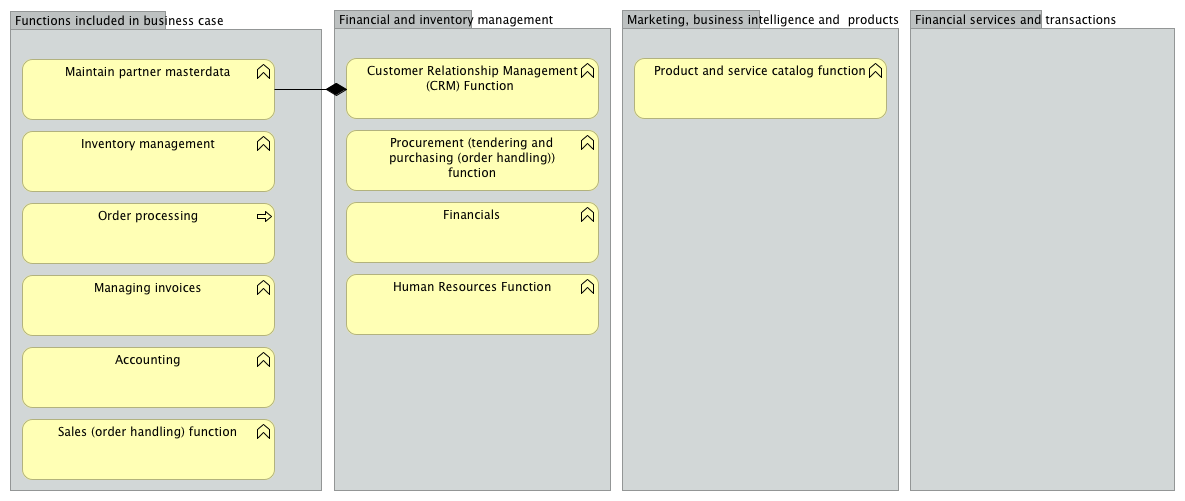 Functions included in business case
Maintain partner masterdata
Inventory management
Order processing
Managing invoices
Accounting
Sales (order handling) function
Financial and inventory management
Customer Relationship Management
(CRM) Function
Procurement (tendering and
purchasing (order handling))
function
Financials
Human Resources Function
Marketing, business intelligence and  products
Product and service catalog function
Financial services and transactions